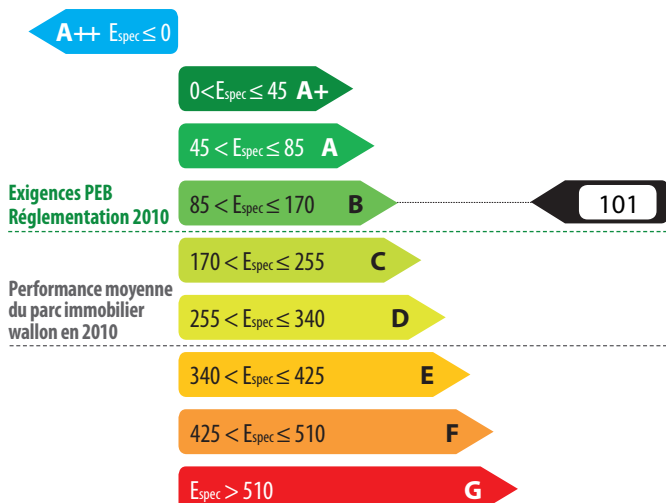 A++ Espec ≤ 0
0<Espec ≤ 45 A+
45 < Espec ≤ 85 A
Exigences PEB
Réglementation 2010
85 < Espec ≤ 170 B
101
170 < Espec ≤ 255 C
Performance moyenne
du parc immobilier
wallon en 2010
255 < Espec ≤ 340 D
340 < Espec ≤ 425 E
425 < Espec ≤ 510 F
Espec > 510 G